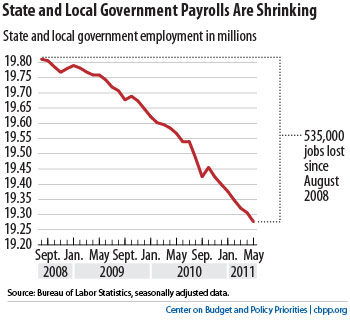 State and Local Government Payrolls Are Shrinking
State and local government employment in millions
19.80
19.75
19.70
19.65
19.60
19.55
19.50
19.45
19.40
19.35
19.30
19.25
19.20
535,000
jobs lost
since
August
2008
Sept. Jan. May Sept. Jan. May Sept. Jan. May
2008 2009 2010 2011
Source: Bureau of Labor Statistics, seasonally adjusted data.
Center on Budget and Policy Priorities | cbpp.org